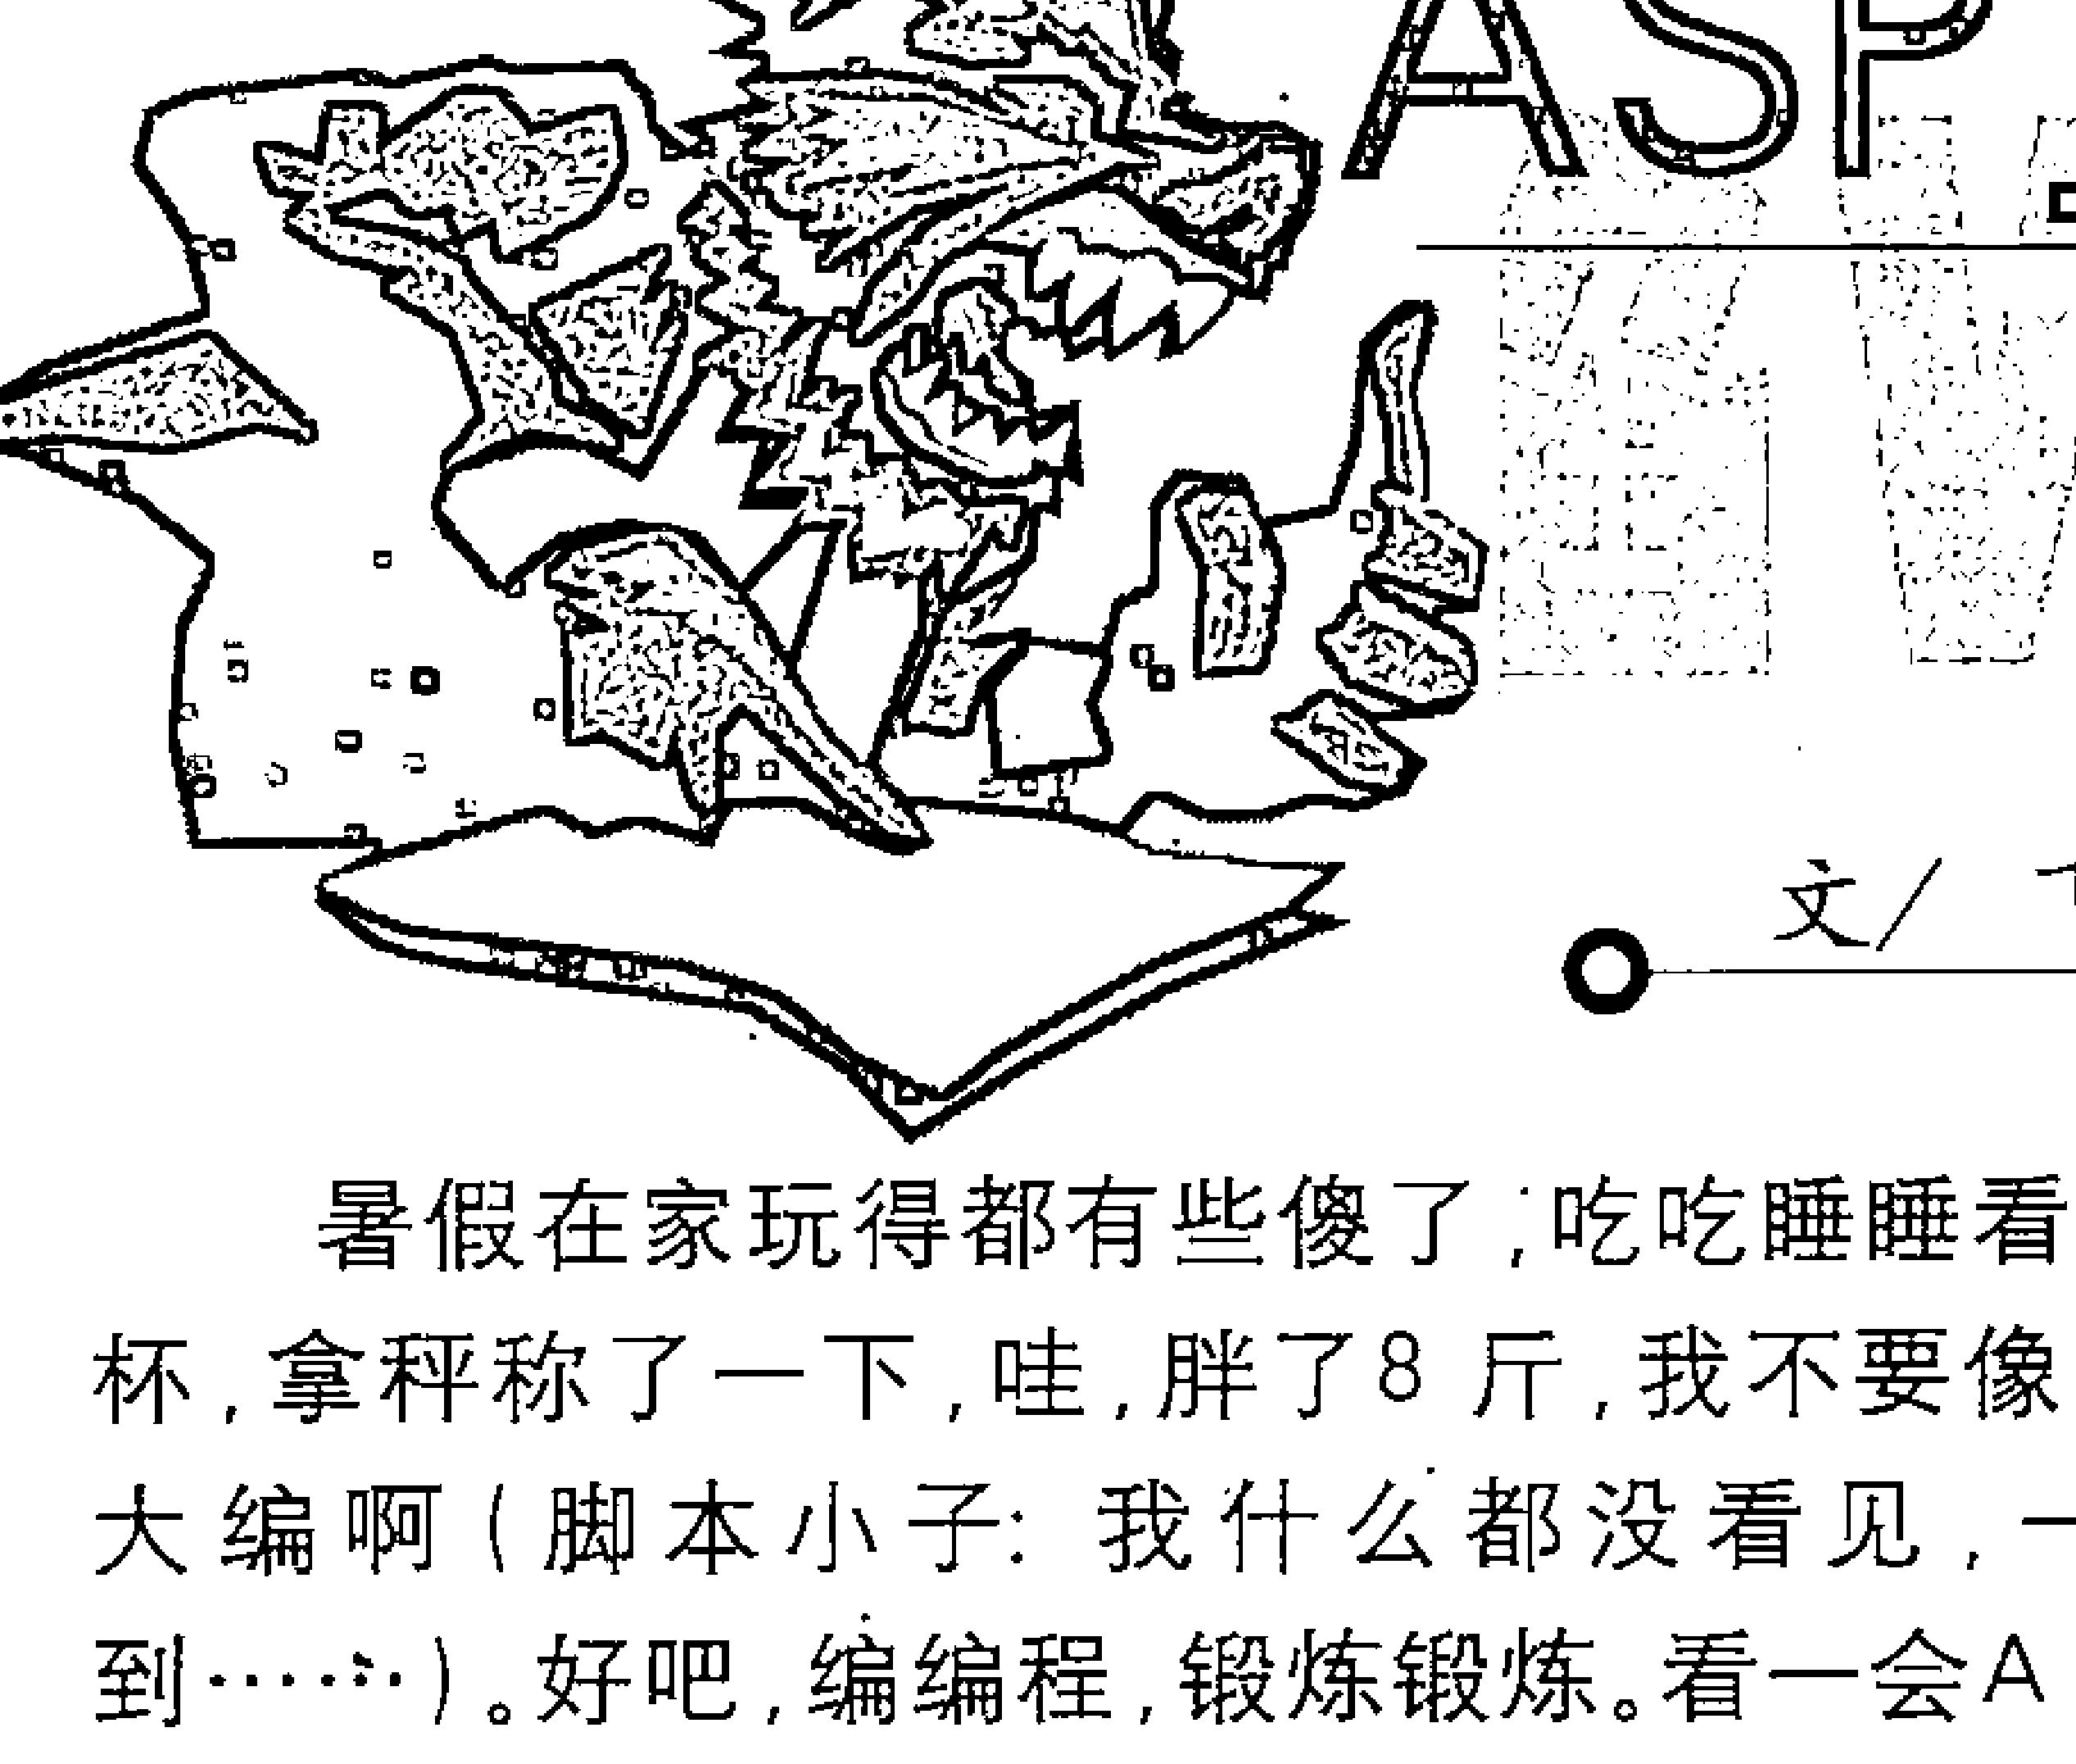 ASP
文/
暑假在家玩得都有些傻了,吃吃睡睡看
杯,拿秤称了一下,哇,胖了8斤,我不要像
大编啊(脚本小子:我什么都没看见,一
到……)。好吧,编编程,锻炼锻炼。看一会A